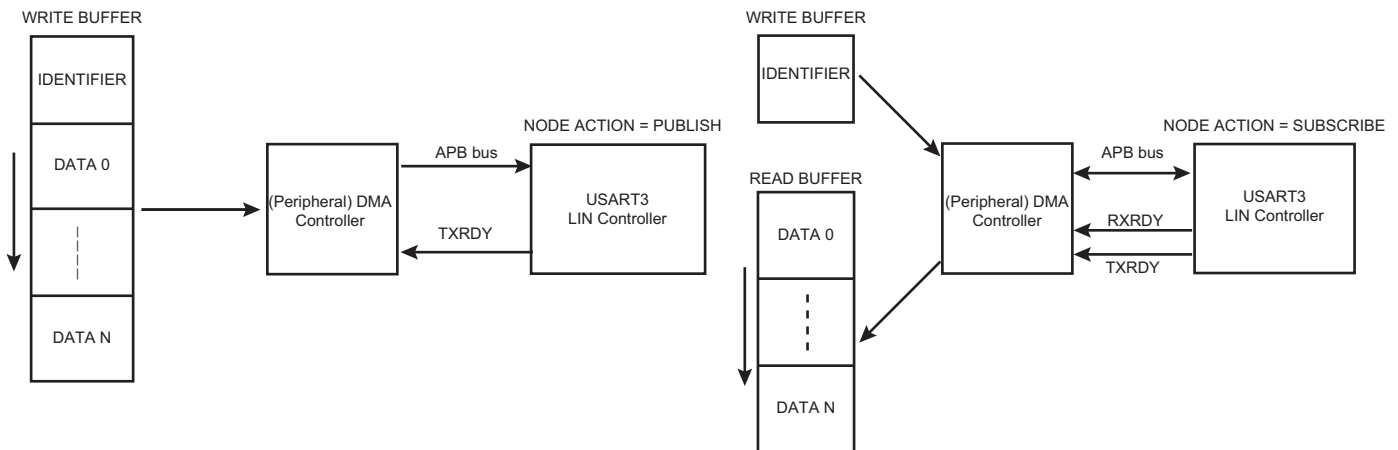 WRITE BUFFER
IDENTIFIER
DATA 0
DATA N
(Peripheral) DMA
Controller
APB bus
TXRDY
NODE ACTION = PUBLISH
USART3
LIN Controller
WRITE BUFFER
IDENTIFIER
READ BUFFER
DATA 0
DATA N
(Peripheral) DMA
Controller
APB bus
RXRDY
TXRDY
NODE ACTION = SUBSCRIBE
USART3
LIN Controller